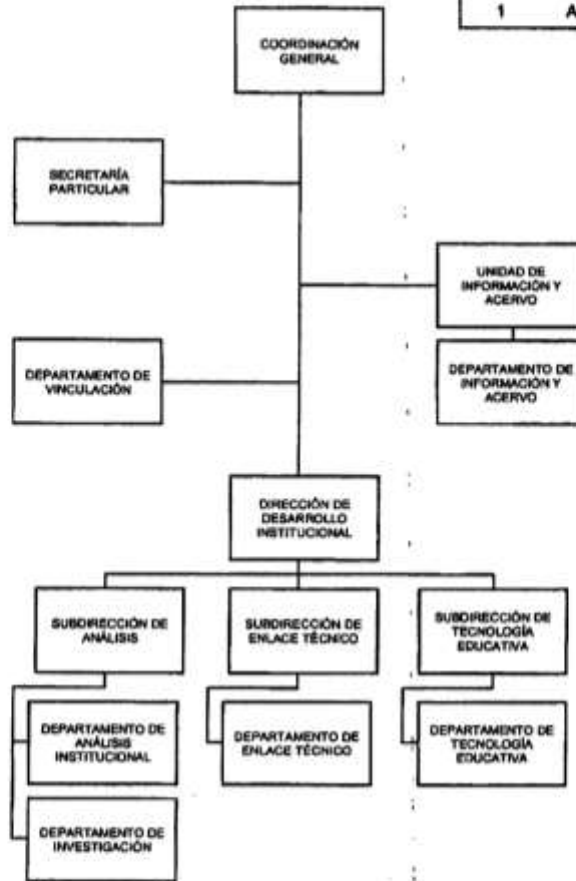 1 A
COORDINACIÓN
GENERAL
SECRETARÍA
PARTICULAR
UNIDAD DE
INFORMACIÓN Y
ACERVO
DEPARTAMENTO DE
VINCULACIÓN
DEPARTAMENTO DE
INFORMACIÓN Y
ACERVO
DIRECCIÓN DE
DESARROLLO
INSTITUCIONAL
SUBDIRECCIÓN DE
ANÁLISIS
SUBDIRECCIÓN DE
ENLACE TÉCNICO
SUBDIRECCIÓN DE
TECNOLOGÍA
EDUCATIVA
DEPARTAMENTO DE
ANÁLISIS
INSTITUCIONAL
DEPARTAMENTO DE
ENLACE TÉCNICO
DEPARTAMENTO DE
TECNOLOGÍA
EDUCATIVA
DEPARTAMENTO DE
INVESTIGACIÓN